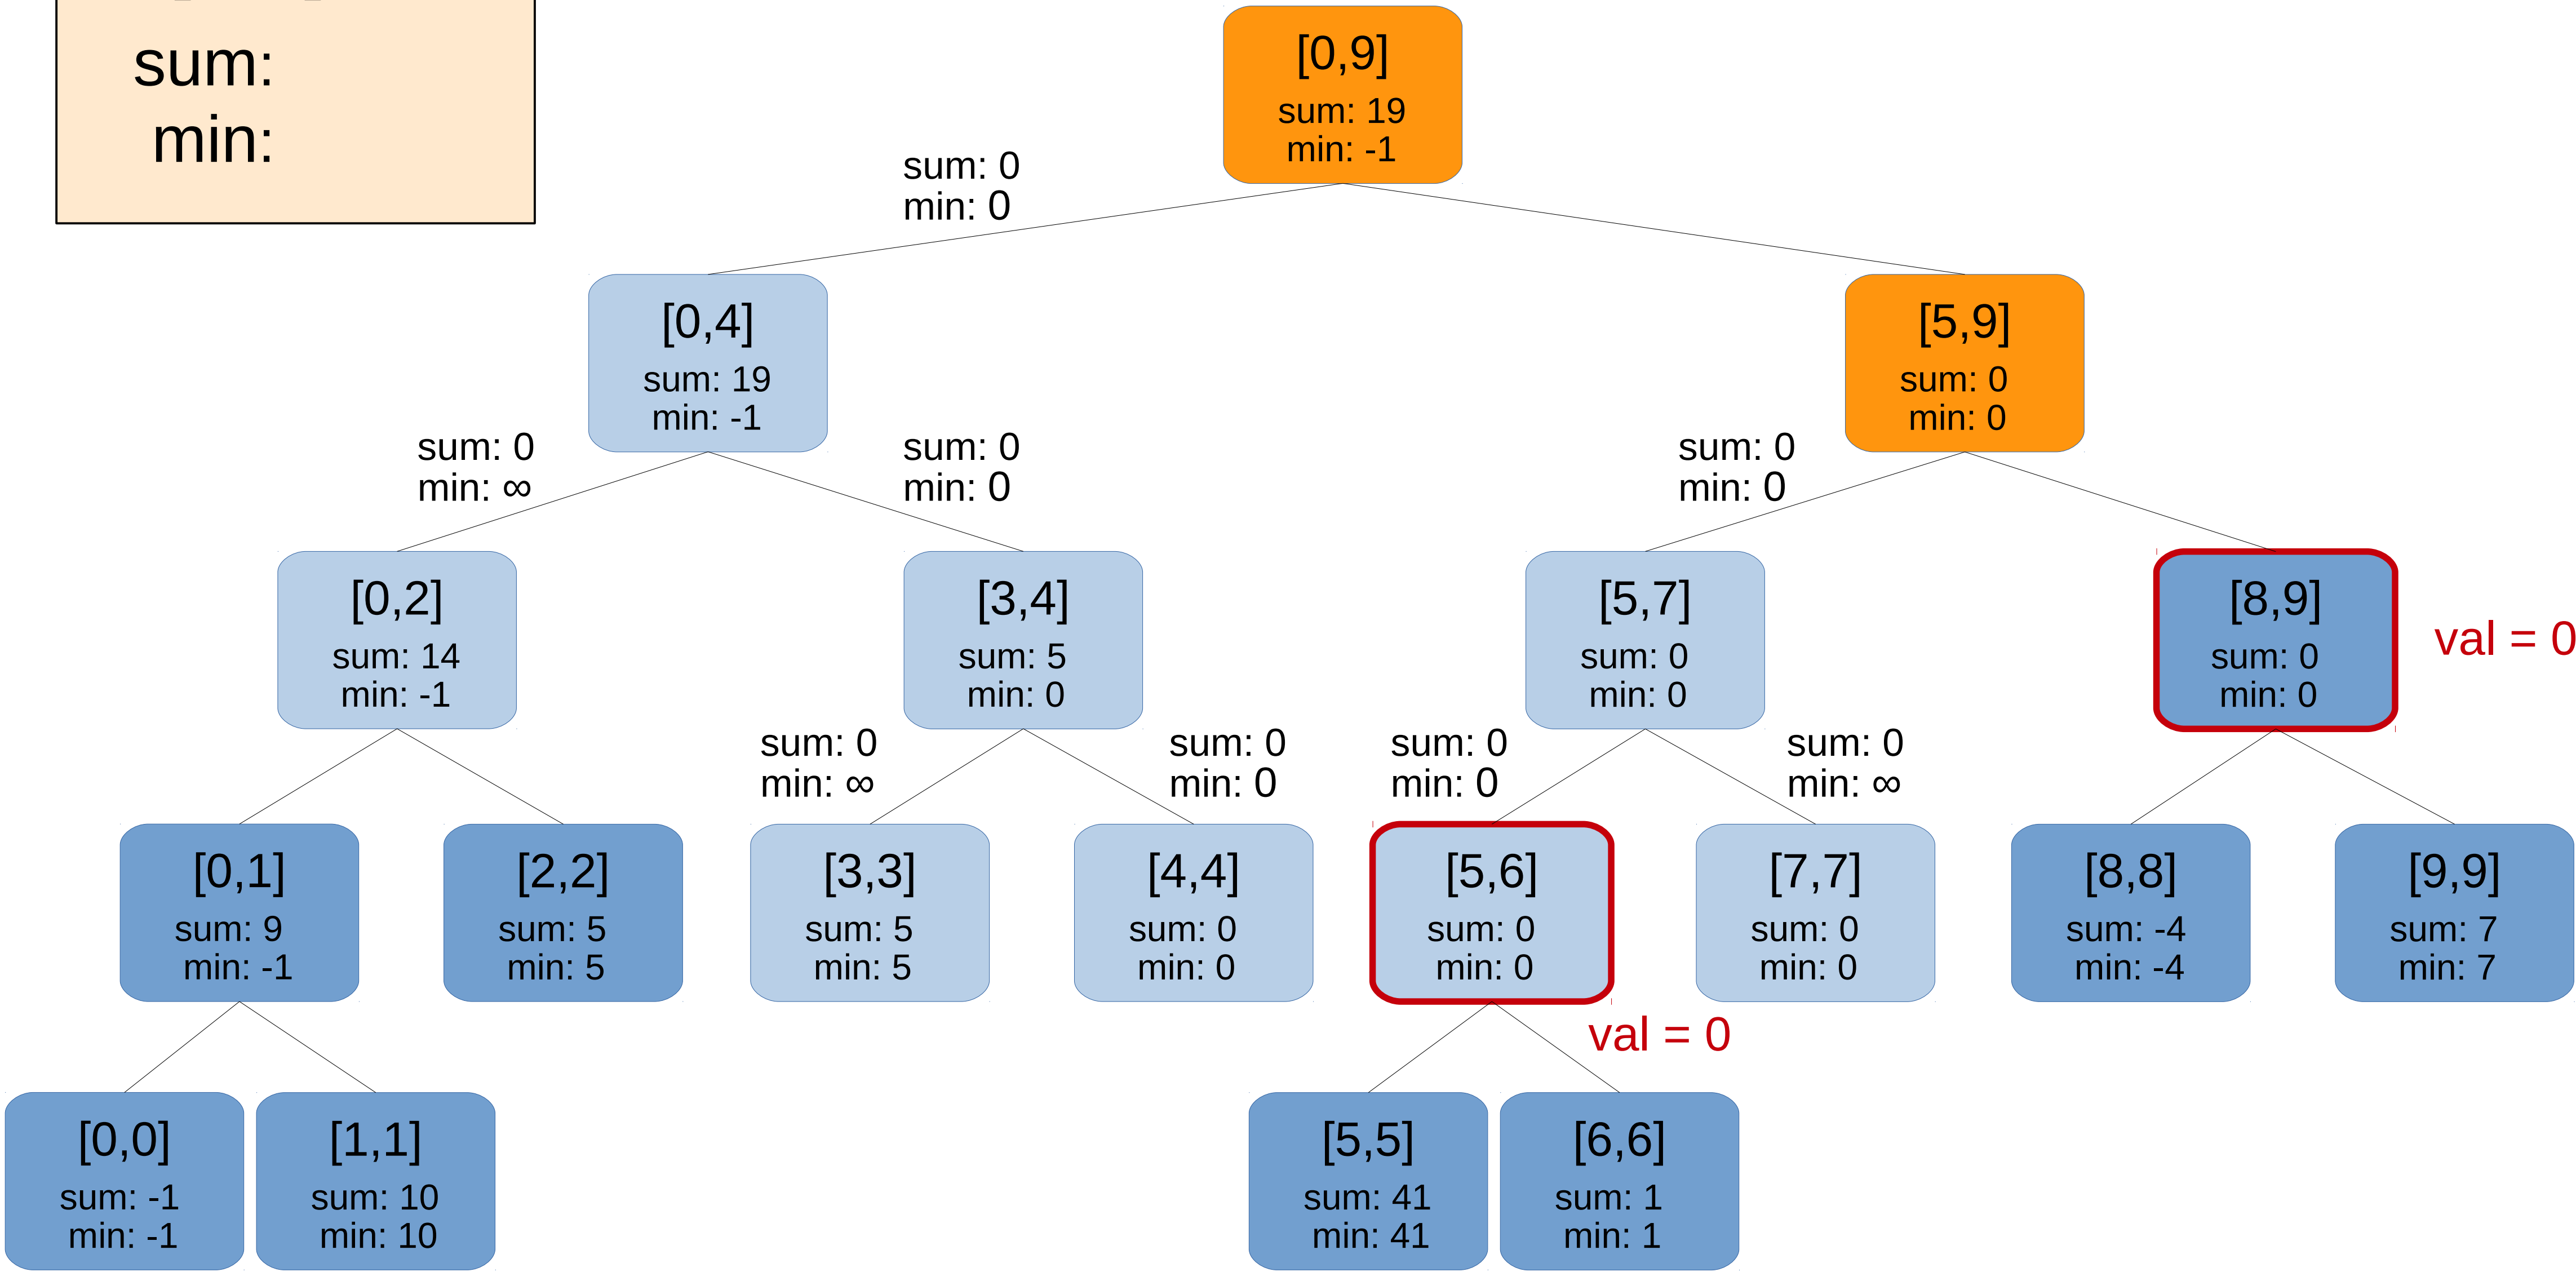 sum:
min:
[0,9]
sum: 19
min: -1
sum: 0
min: 0
[0,4]
sum: 19
min: -1
[5,9]
sum: 0
min: 0
sum: 0
min: ∞
sum: 0
min: 0
sum: 0
min: 0
[0,2]
sum: 14
min: -1
[3,4]
sum: 5
min: 0
[5,7]
sum: 0
min: 0
[8,9]
sum: 0
min: 0
val = 0
sum: 0
min: ∞
sum: 0
min: 0
sum: 0
min: 0
sum: 0
min: ∞
[0,1]
sum: 9
min: -1
[2,2]
sum: 5
min: 5
[3,3]
sum: 5
min: 5
[4,4]
sum: 0
min: 0
[5,6]
sum: 0
min: 0
[7,7]
sum: 0
min: 0
[8,8]
sum: -4
min: -4
[9,9]
sum: 7
min: 7
val = 0
[0,0]
sum: -1
min: -1
[1,1]
sum: 10
min: 10
[5,5]
sum: 41
min: 41
[6,6]
sum: 1
min: 1